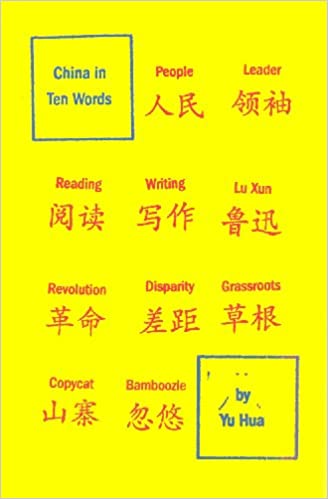 China in
Ten Words
People Leader
人民 领袖
Reading Writing Lu Xun
阅读 写作 鲁迅
Revolution Disparity Grassroots
革命 差距 草根
Copycat Bamboozle
山寨 忽悠
by
Yu Hua